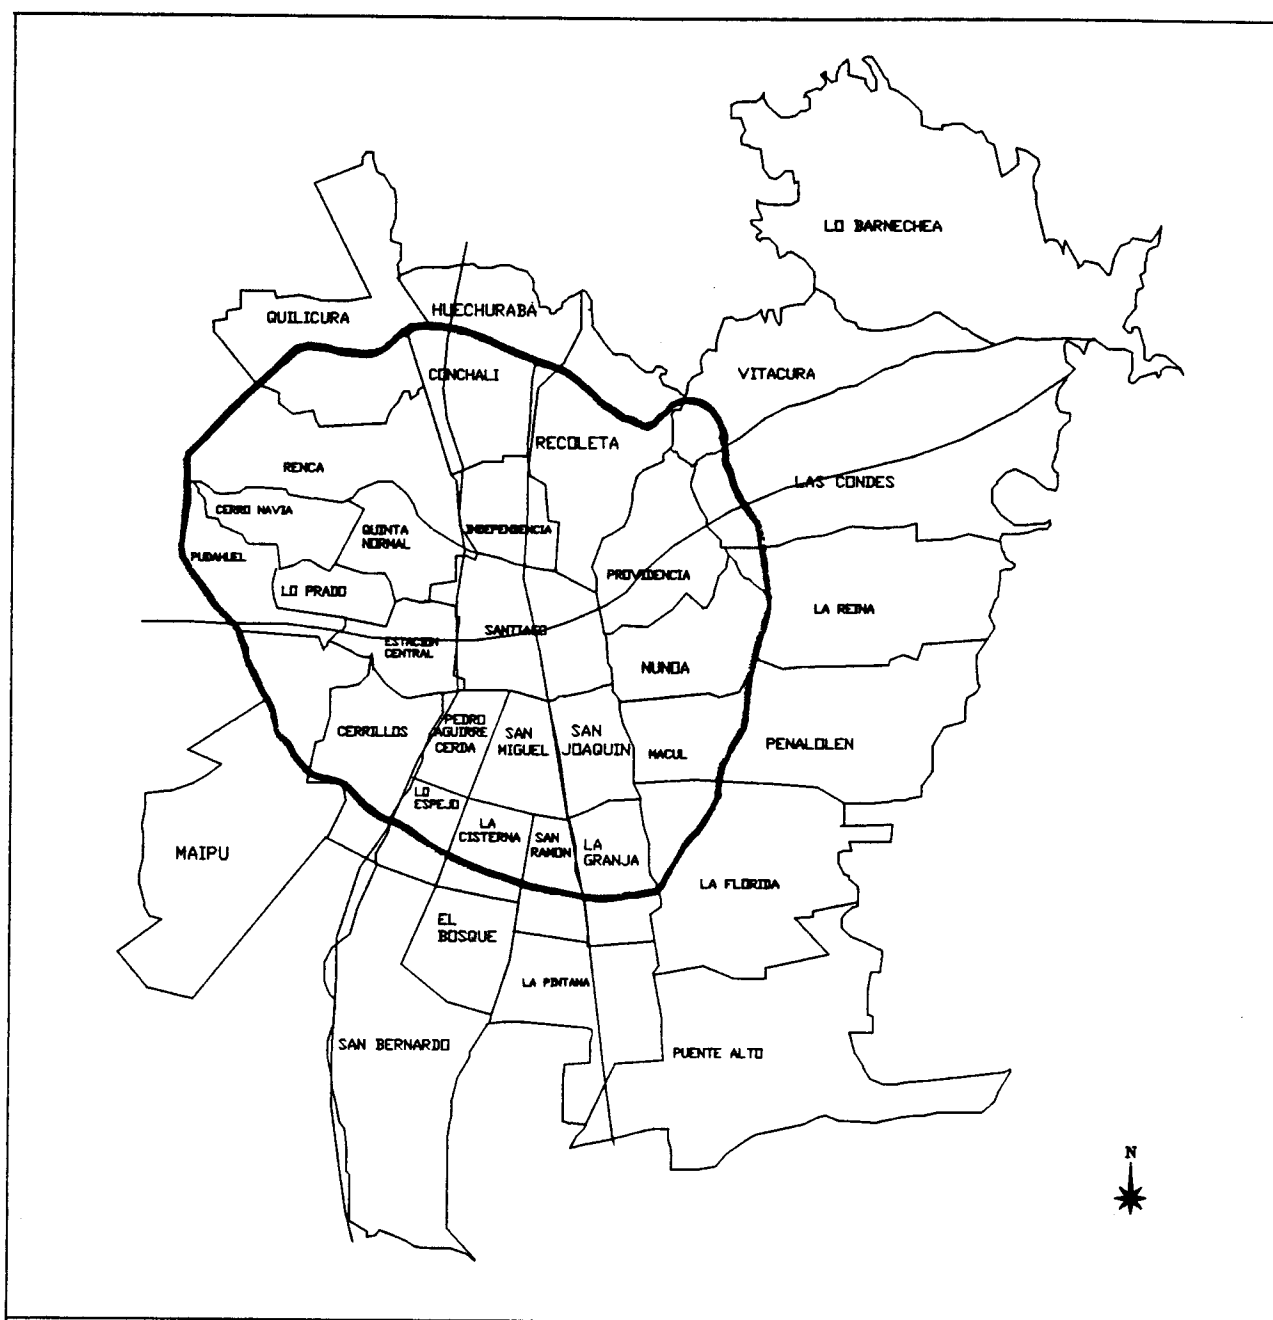 LO BARNECHEA
QUILICURA
HUECHURABA
CONCHALI
VITACURA
RECOLETA
RENCA
LAS CONDES
CERRO NAVIA
QUINTA
NORMAL
INDEPENDENCIA
PUDAHUEL
LO PRADO
PROVIDENCIA
LA REINA
SANTIAGO
ESTACION
CENTRAL
NUNOA
CERRILLOS
PEDRO
AGUIRRE
CERDA
SAN
MIGUEL
SAN
JOAQUIN
MACUL
PENALOLEN
LO
ESPEJO
LA
CISTERNA
SAN
RAMON
LA
GRANJA
MAIPU
LA FLORIDA
EL
BOSQUE
LA PINTANA
SAN BERNARDO
PUENTE ALTO
N